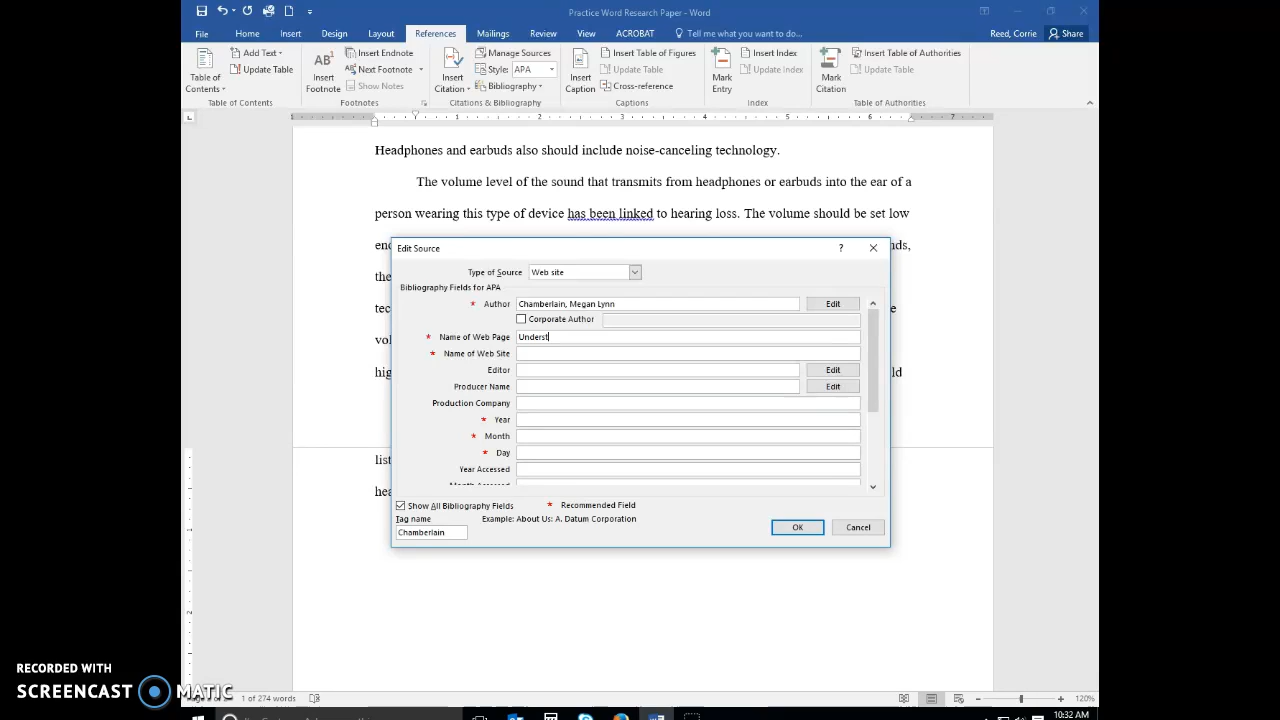 Practice Word Research Paper - Word
File Home Insert Design Layout References Mailings Review View ACROBAT Tell me what you want to do... Reed, Corrie Share
Table of Contents
Add Text
Update Table
Table of Contents
AB1
Insert Footnote
Insert Endnote
Next Footnote
Show Notes
Footnotes
Insert Citation
Manage Sources
Style: APA
Bibliography
Citations & Bibliography
Insert Caption
Insert Table of Figures
Update Table
Cross-reference
Captions
Mark Entry
Insert Index
Update Index
Index
Mark Citation
Insert Table of Authorities
Update Table
Table of Authorities
1 1 2 3 4 5 6 7
Headphones and earbuds also should include noise-canceling technology.
The volume level of the sound that transmits from headphones or earbuds into the ear of a
person wearing this type of device has been linked to hearing loss. The volume should be set low
Edit Source
?
Type of Source Web site
Bibliography Fields for APA
* Author Chamberlain, Megan Lynn Edit
Corporate Author
* Name of Web Page Underst
* Name of Web Site
Editor Edit
Producer Name Edit
Production Company
* Year
* Month
* Day
Year Accessed
Show All Bibliography Fields * Recommended Field
Tag name Example: About Us: A. Datum Corporation
Chamberlain
OK Cancel
RECORDED WITH
SCREENCAST MATIC
1 of 274 words
120%
10:32 AM